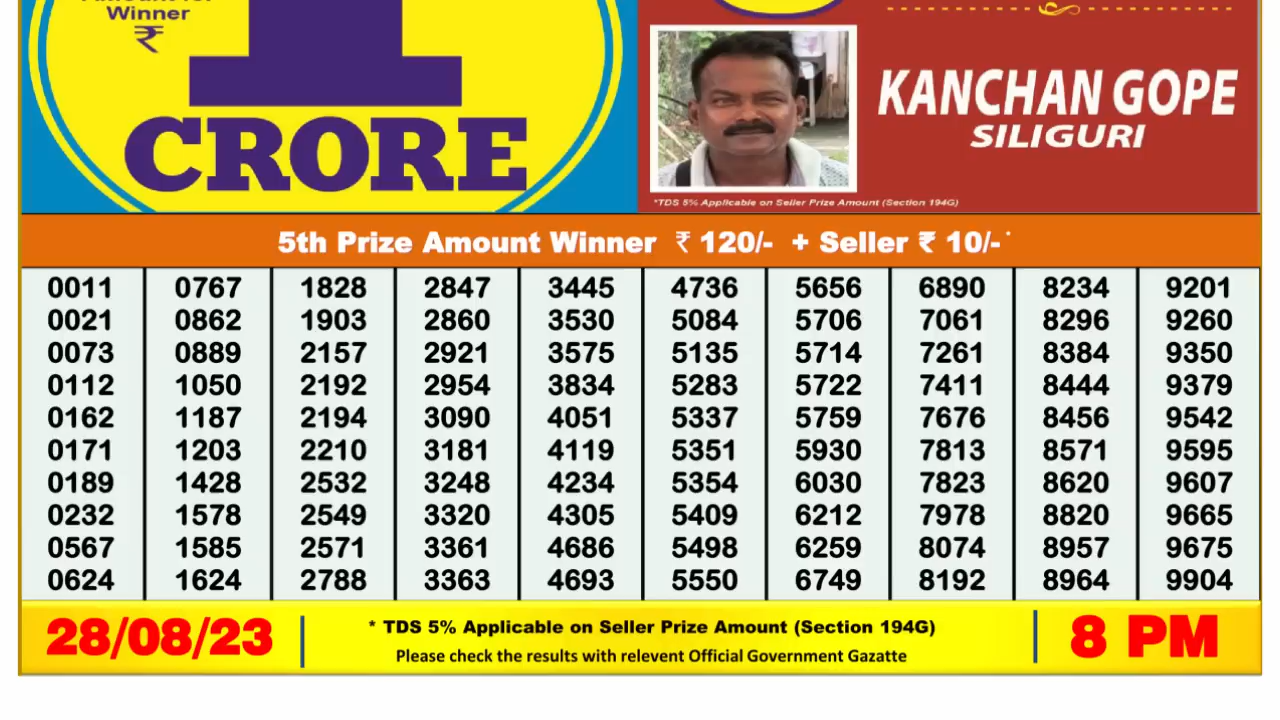 Winner
₹
1
CRORE
KANCHAN GOPE
SILIGURI
*TDS 5% Applicable on Seller Prize Amount (Section 194G)
5th Prize Amount Winner ₹ 120/- + Seller ₹ 10/-*
0011 0767 1828 2847 3445 4736 5656 6890 8234 9201
0021 0862 1903 2860 3530 5084 5706 7061 8296 9260
0073 0889 2157 2921 3575 5135 5714 7261 8384 9350
0112 1050 2192 2954 3834 5283 5722 7411 8444 9379
0162 1187 2194 3090 4051 5337 5759 7676 8456 9542
0171 1203 2210 3181 4119 5351 5930 7813 8571 9595
0189 1428 2532 3248 4234 5354 6030 7823 8620 9607
0232 1578 2549 3320 4305 5409 6212 7978 8820 9665
0567 1585 2571 3361 4686 5498 6259 8074 8957 9675
0624 1624 2788 3363 4693 5550 6749 8192 8964 9904
28/08/23
* TDS 5% Applicable on Seller Prize Amount (Section 194G)
Please check the results with relevent Official Government Gazatte
8 PM